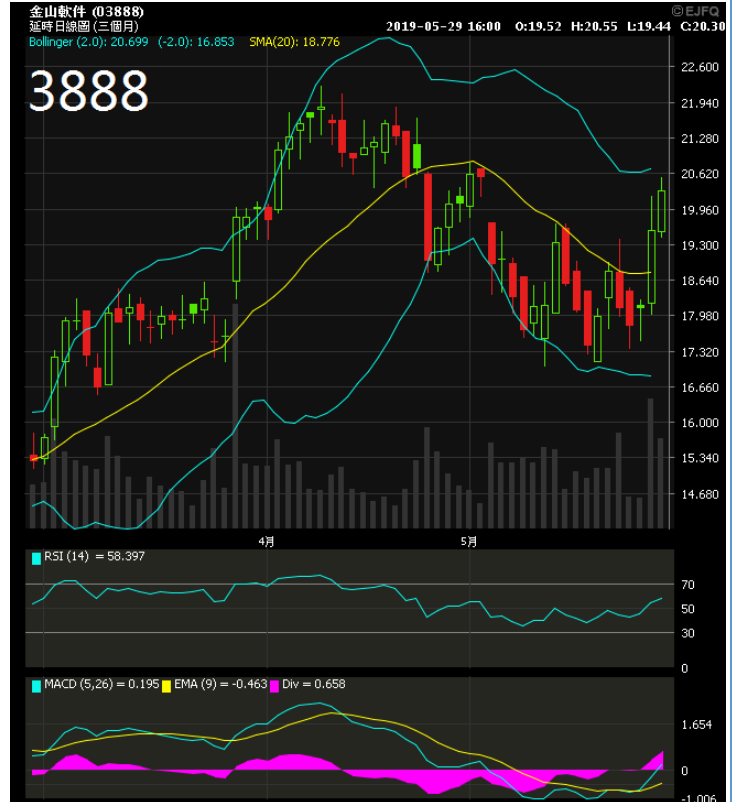 金山軟件 (03888)
©EJFQ
延時日線圖 (三個月)
2019-05-29 16:00 O:19.52 H:20.55 L:19.44 C:20.30
Bollinger (2.0): 20.699 (-2.0): 16.853 SMA(20): 18.776
3888
22.600
21.940
21.280
20.620
19.960
19.300
18.640
17.980
17.320
16.660
16.000
15.340
14.680
4月 5月
RSI (14) = 58.397
70
50
30
0
MACD (5,26) = 0.195 EMA (9) = -0.463 Div = 0.658
1.654
0
-1.006